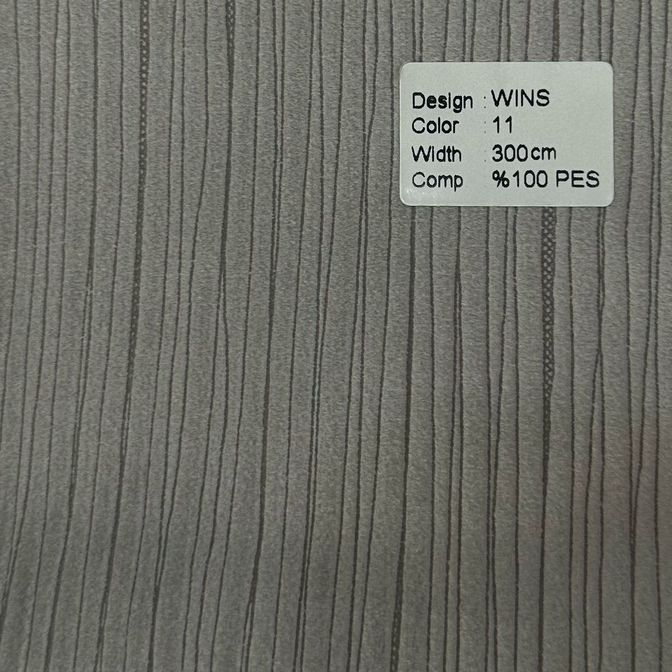 Design : WINS
Color : 11
Width : 300cm
Comp %100 PES